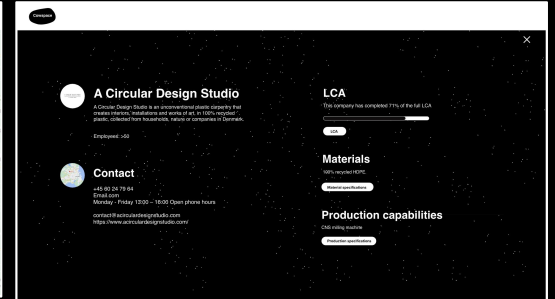 Cirespace
A Circular Design Studio
A Circular Design Studio is an unconventional plastic carpentry that
creates interiors, installations and works of art, in 100% recycled
plastic, collected from households, nature or companies in Denmark.
Employees: >50
Contact
+45 60 24 79 64
Email.com
Monday - Friday 13:00 – 16:00 Open phone hours
contact@acirculardesignstudio.com
https://www.acirculardesignstudio.com/
LCA
This company has completed 71% of the full LCA
LCA
Materials
100% recycled HDPE.
Material specifications
Production capabilities
CNS milling machine
Production specifications